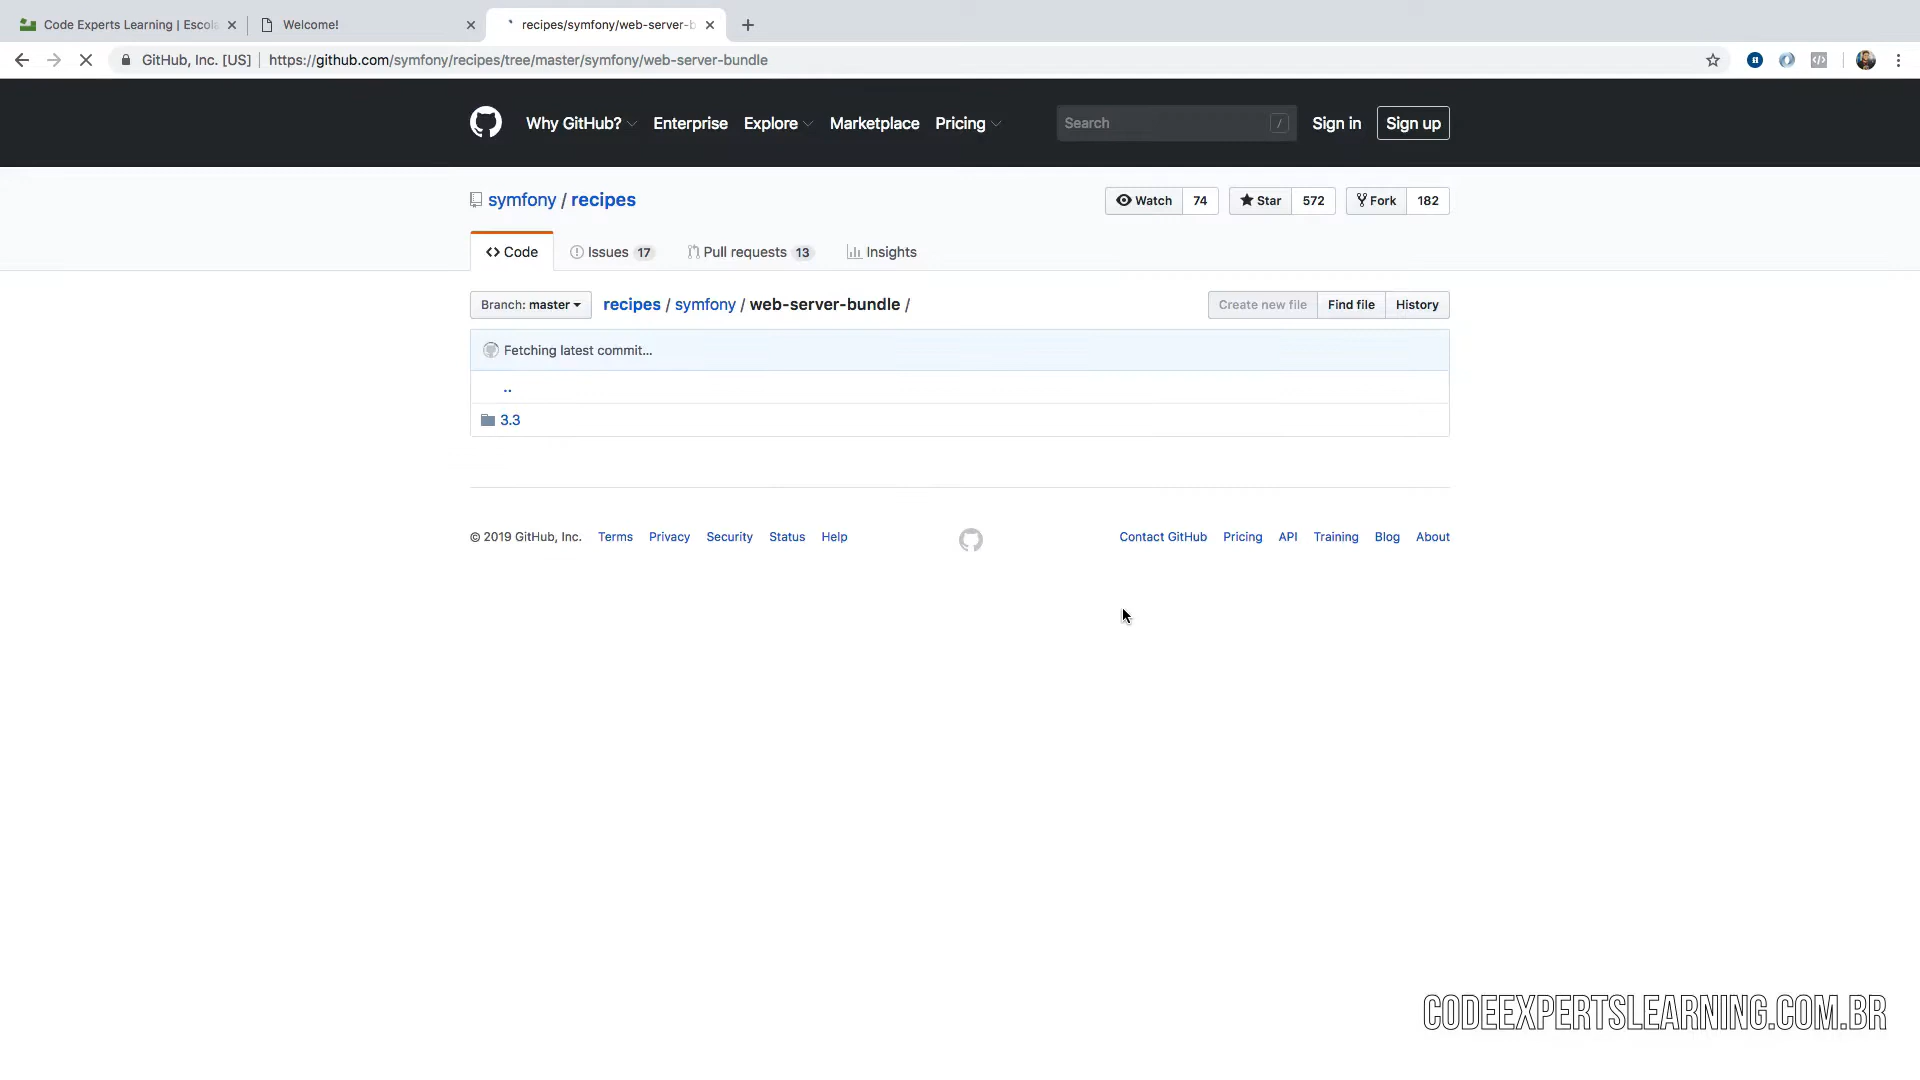 Code Experts Learning | Escol
Welcome!
recipes/symfony/web-server-b
GitHub, Inc. [US]
https://github.com/symfony/recipes/tree/master/symfony/web-server-bundle
Why GitHub?
Enterprise
Explore
Marketplace
Pricing
Search
/
Sign in
Sign up
symfony / recipes
Watch 74
Star 572
Fork 182
Code
Issues 17
Pull requests 13
Insights
Branch: master
recipes / symfony / web-server-bundle /
Create new file
Find file
History
Fetching latest commit...
..
3.3
© 2019 GitHub, Inc.
Terms
Privacy
Security
Status
Help
Contact GitHub
Pricing
API
Training
Blog
About
CODEEXPERTSLEARNING.COM.BR